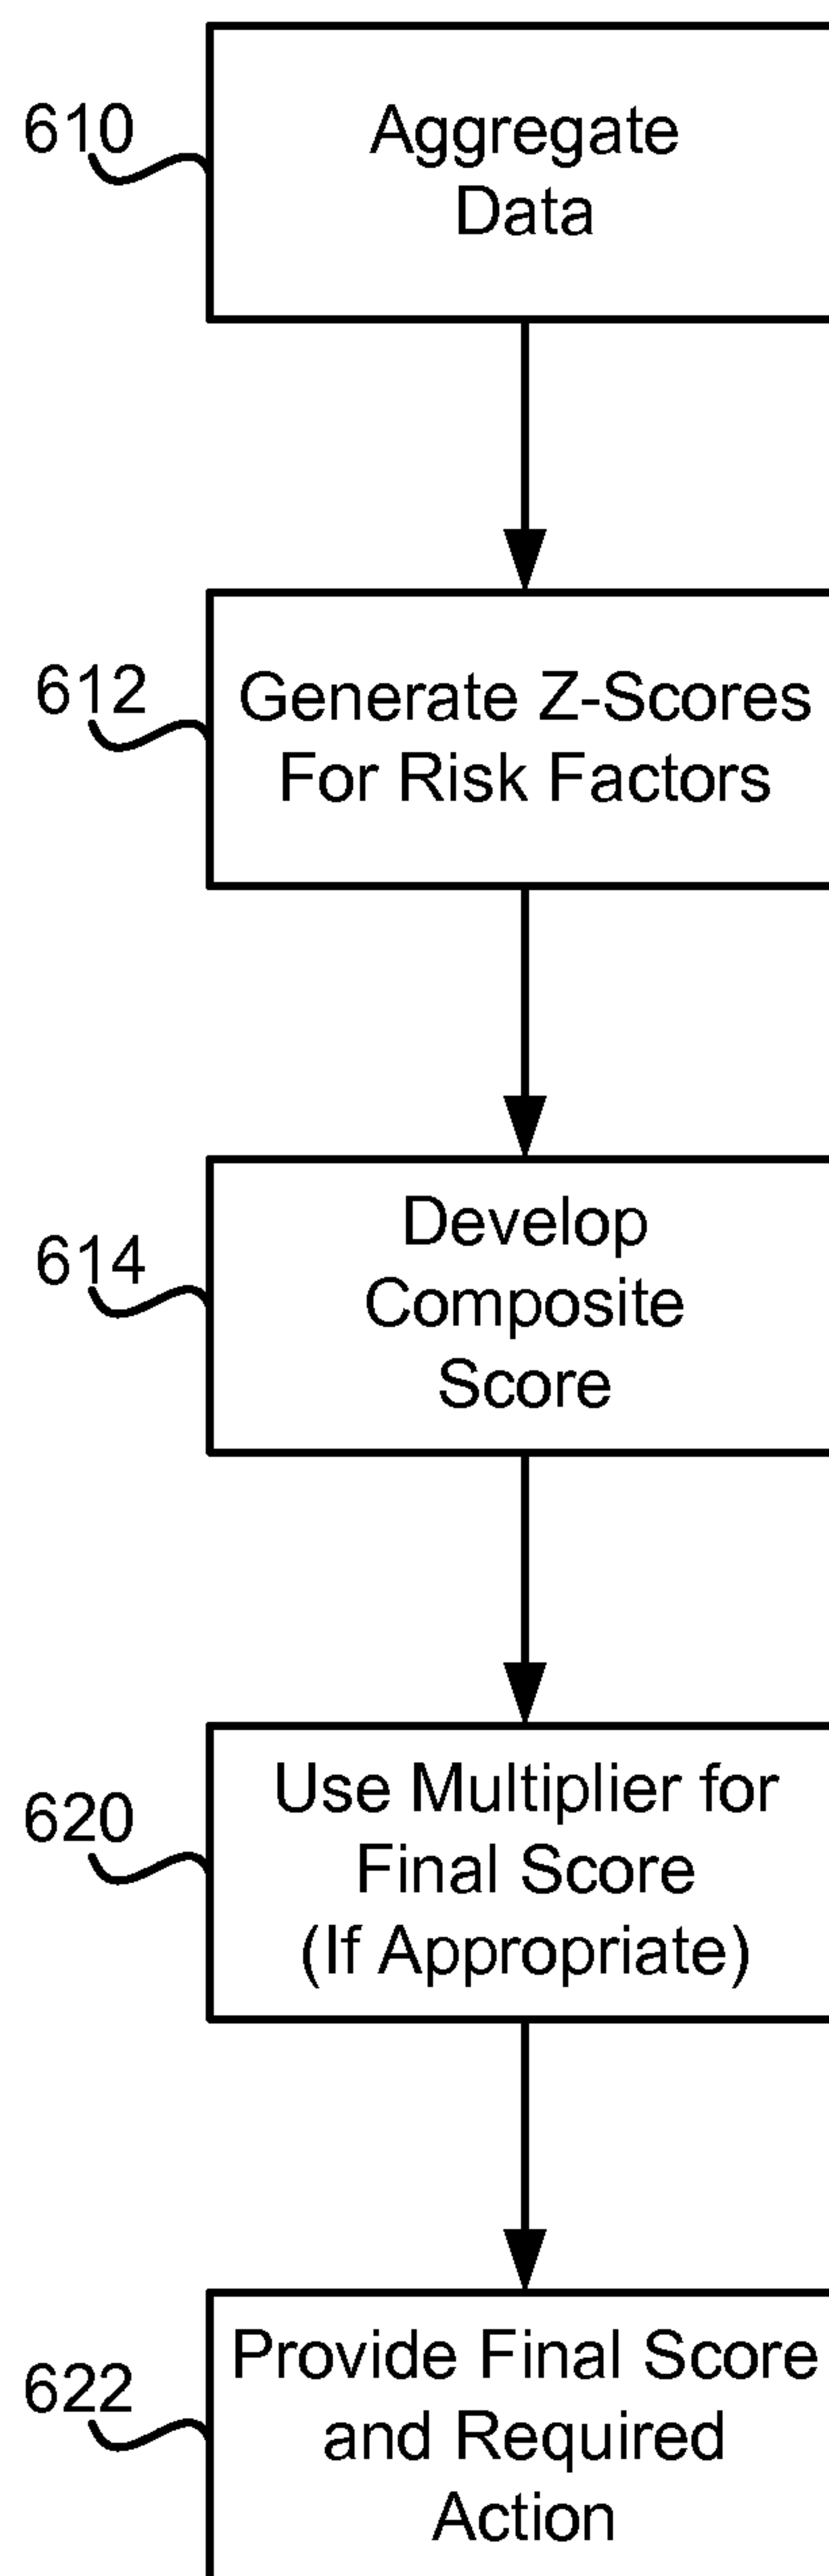 610
Aggregate
Data
612
Generate Z-Scores
For Risk Factors
614
Develop
Composite
Score
620
Use Multiplier for
Final Score
(If Appropriate)
622
Provide Final Score
and Required
Action